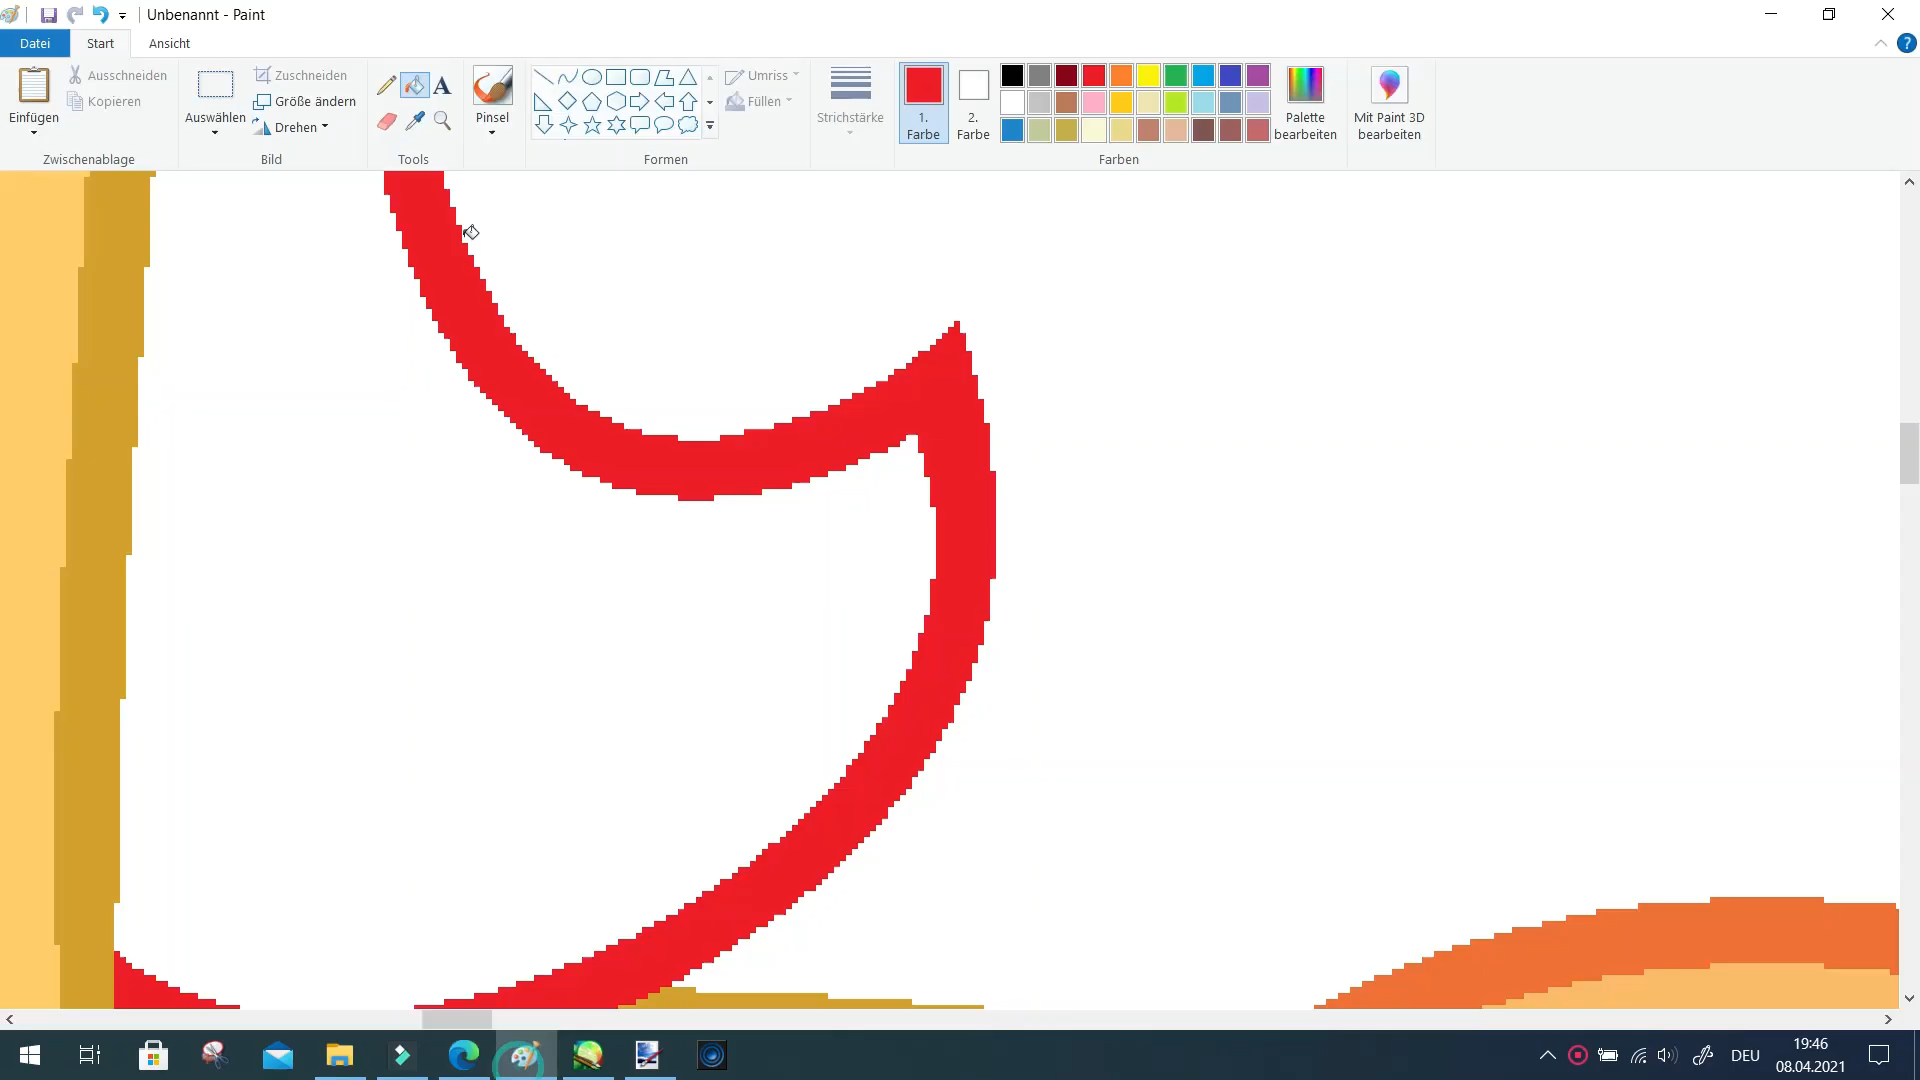 Unbenannt - Paint
Datei Start Ansicht
Einfügen
Ausschneiden
Kopieren
Zwischenablage
Auswählen
Zuschneiden
Größe ändern
Drehen
Bild
A
Tools
Pinsel
Umriss
Füllen
Formen
Strichstärke
1.
Farbe
2.
Farbe
Palette
bearbeiten
Farben
Mit Paint 3D
bearbeiten
?
DEU
19:46
08.04.2021